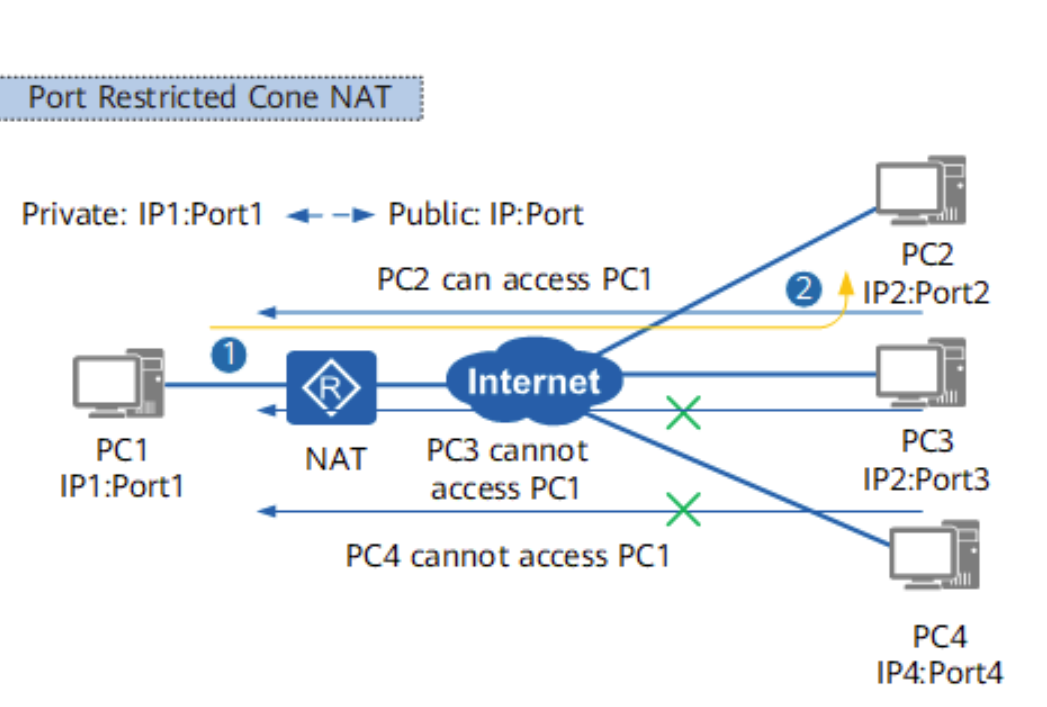 Port Restricted Cone NAT
Private: IP1:Port1
Public: IP:Port
PC2 can access PC1
2
PC2
IP2:Port2
1
Internet
R
PC1
IP1:Port1
NAT
PC3 cannot
access PC1
PC3
IP2:Port3
PC4 cannot access PC1
PC4
IP4:Port4